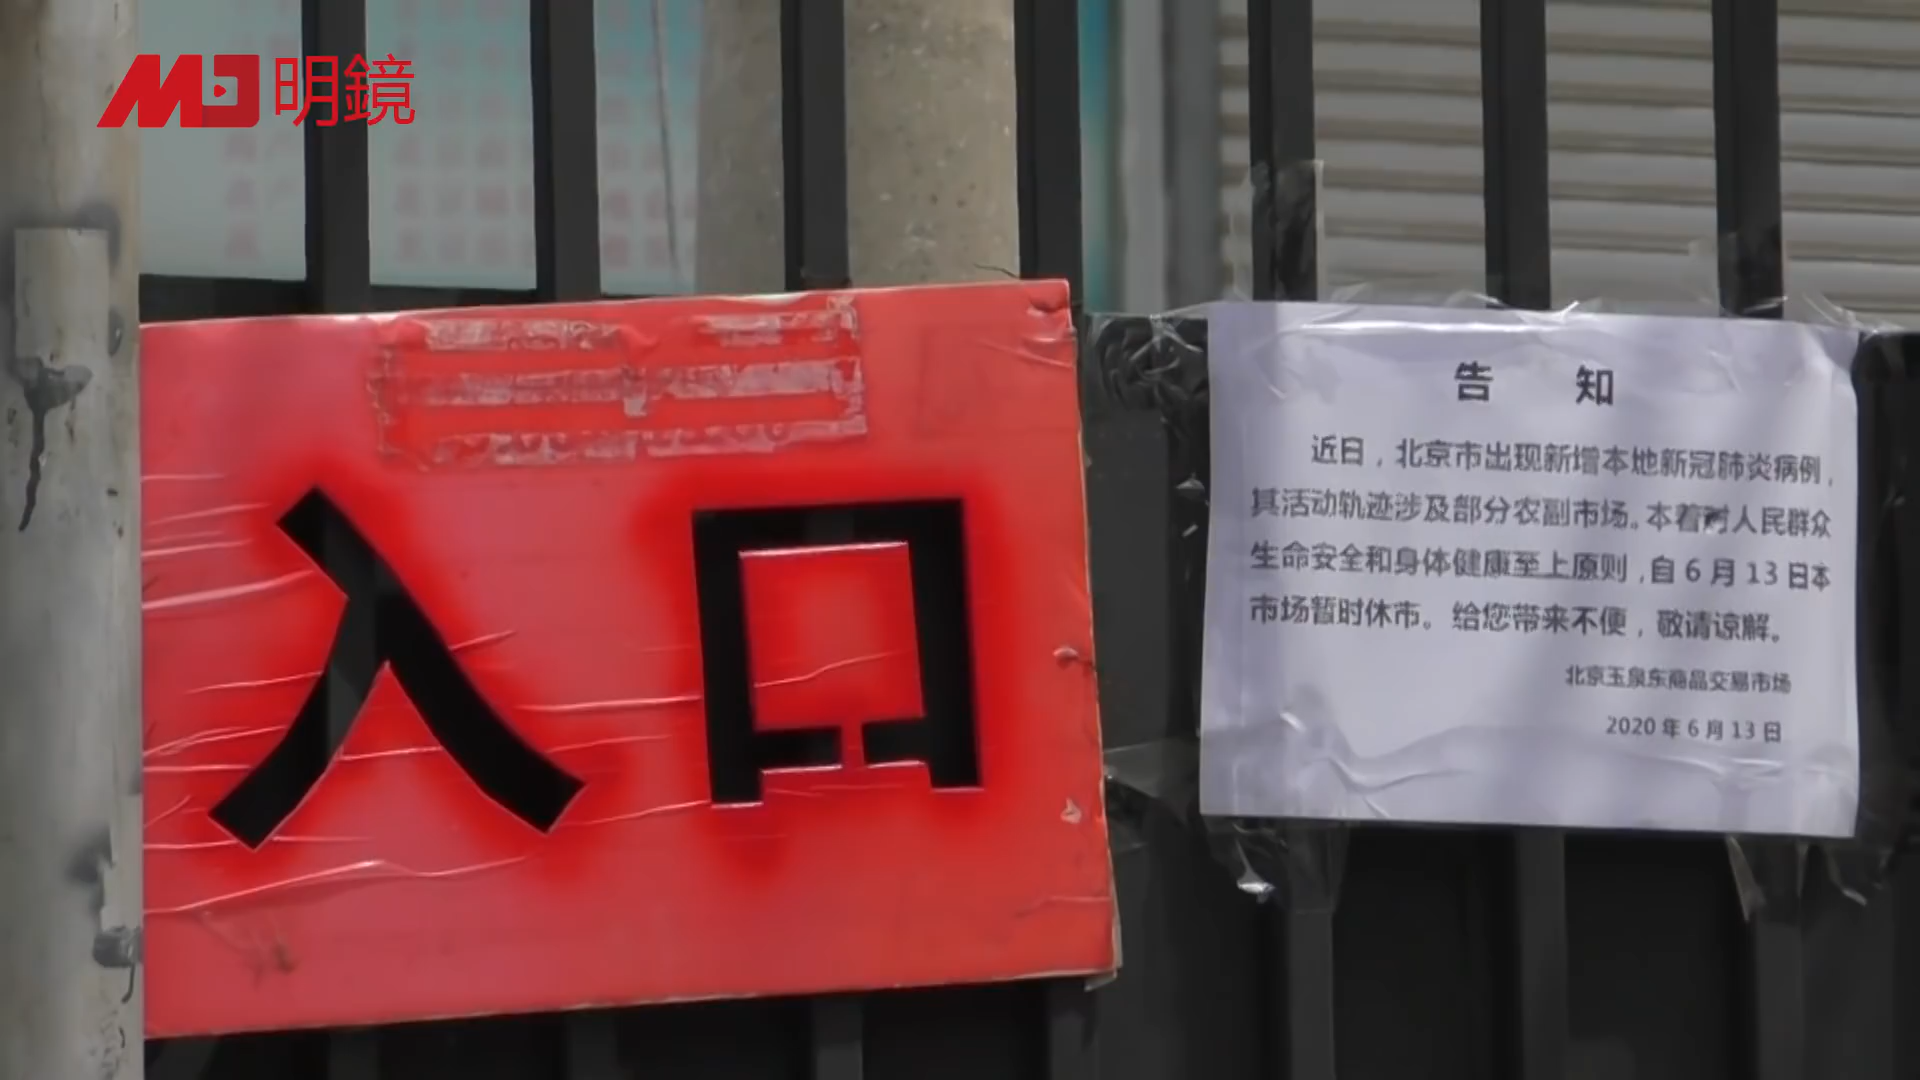 明鏡
入口
告 知
近日，北京市出现新增本地新冠肺炎病例，
其活动轨迹涉及部分农副市场。本着对人民群众
生命安全和身体健康至上原则，自6月13日本
市场暂时休市。给您带来不便，敬请谅解。
北京玉泉东商品交易市场
2020年6月13日